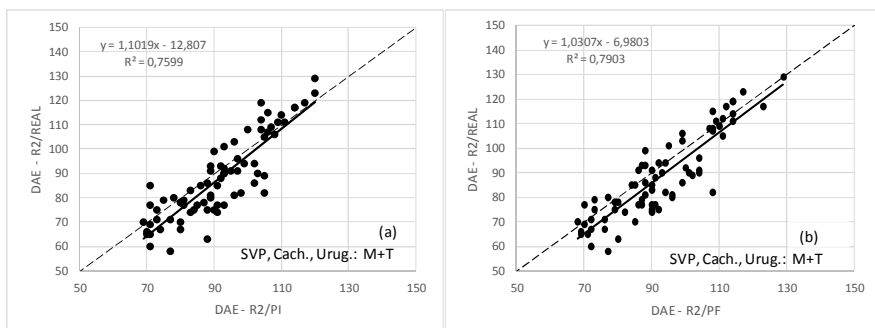 150
140
130
120
110
100
90
80
70
60
50
DAE - R2/REAL
y = 1,1019x - 12,807
R² = 0,7599
(a)
SVP, Cach., Urug.: M+T
50 70 90 110 130 150
DAE - R2/PI
150
140
130
120
110
100
90
80
70
60
50
DAE - R2/REAL
y = 1,0307x - 6,9803
R² = 0,7903
(b)
SVP, Cach., Urug.: M+T
50 70 90 110 130 150
DAE - R2/PF